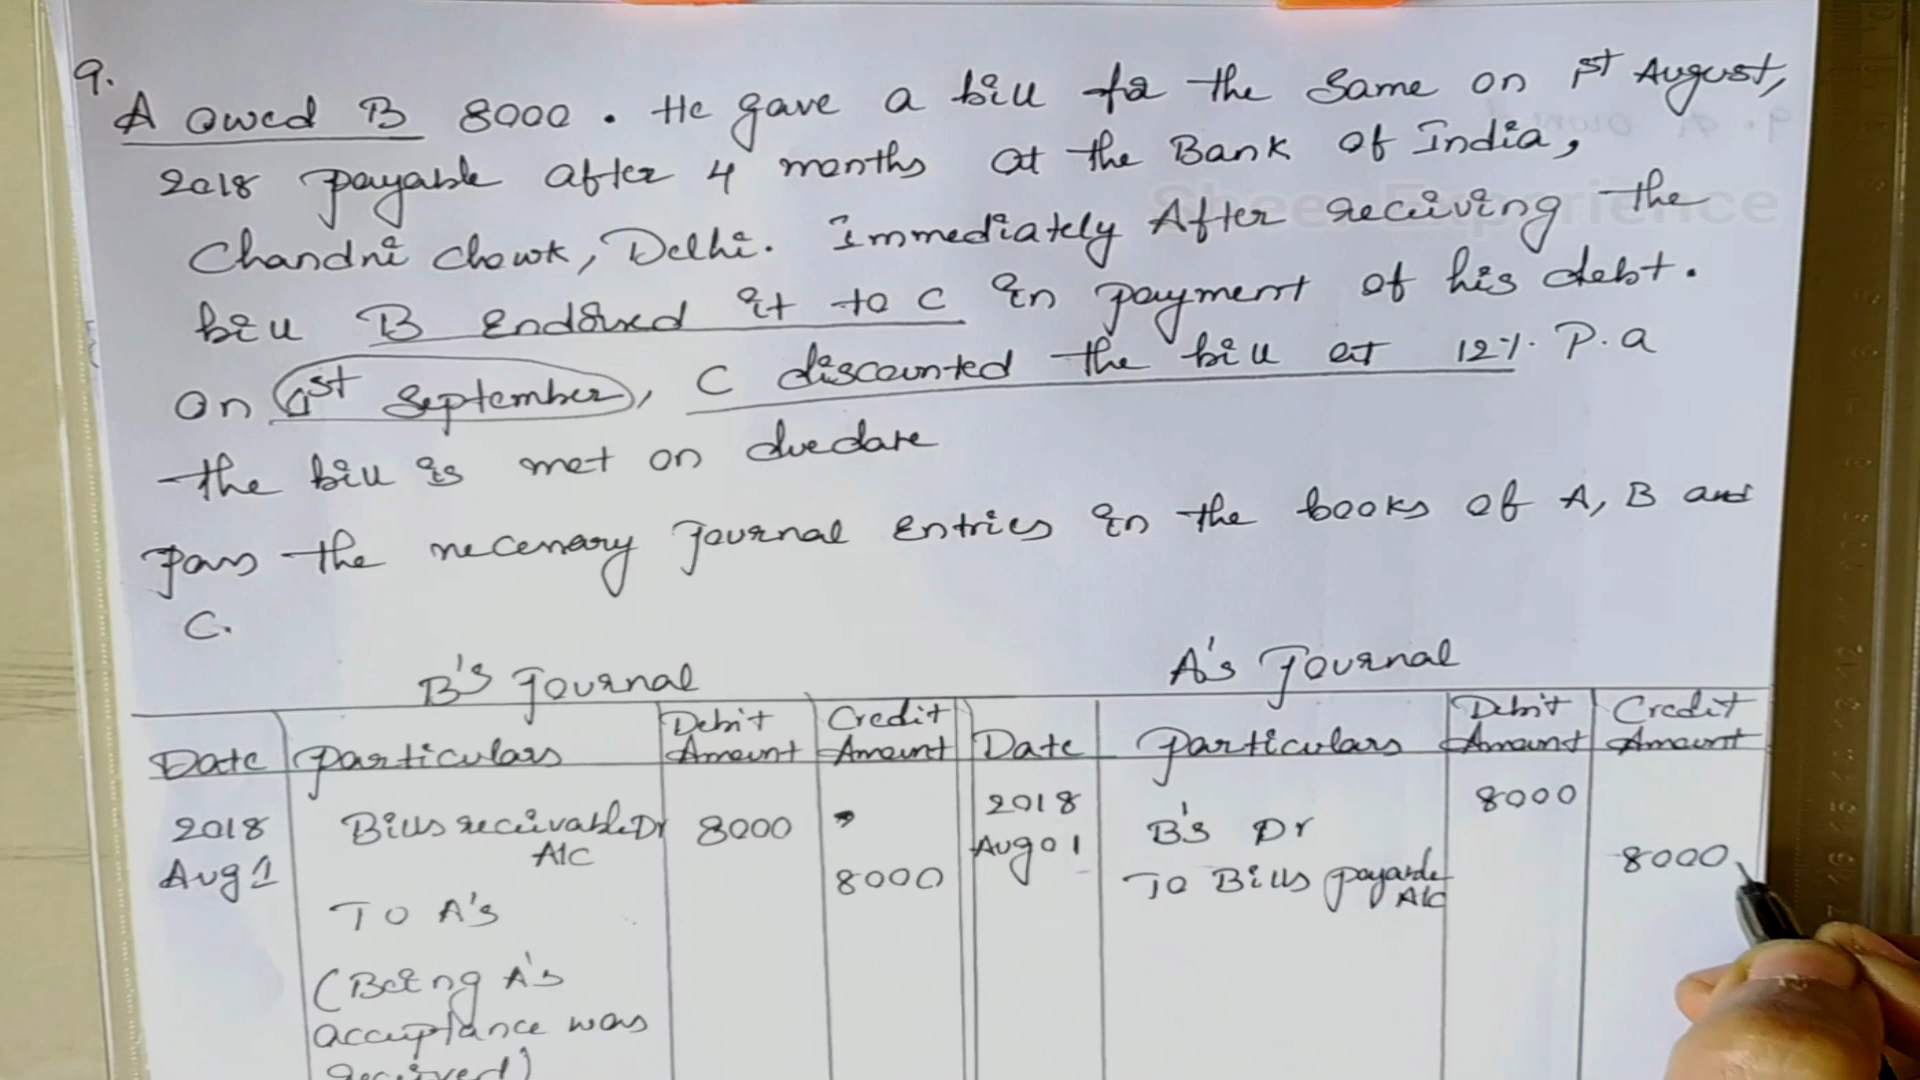 9.
A owed B 8000. He gave a bill for the same on 1st August,
2018 payable after 4 months at the Bank of India,
Chandni chowk, Delhi. Immediately After receiving the
bill B Endorsed it to C in payment of his debt.
on 1st September, C discounted the bill at 12%. P.a
the bill is met on duedate
Pass the necessary Journal Entries in the books of A, B and
C.
B's Journal
Date Particulars Debit Amount Credit Amount
2018 Aug 1 Bills receivable Dr A/c 8000
To A's 8000
(Being A's
acceptance was
received)
A's Journal
Date Particulars Debit Amount Credit Amount
2018 Aug 01 B's Dr 8000
To Bills payable A/c 8000
Sheet Experience